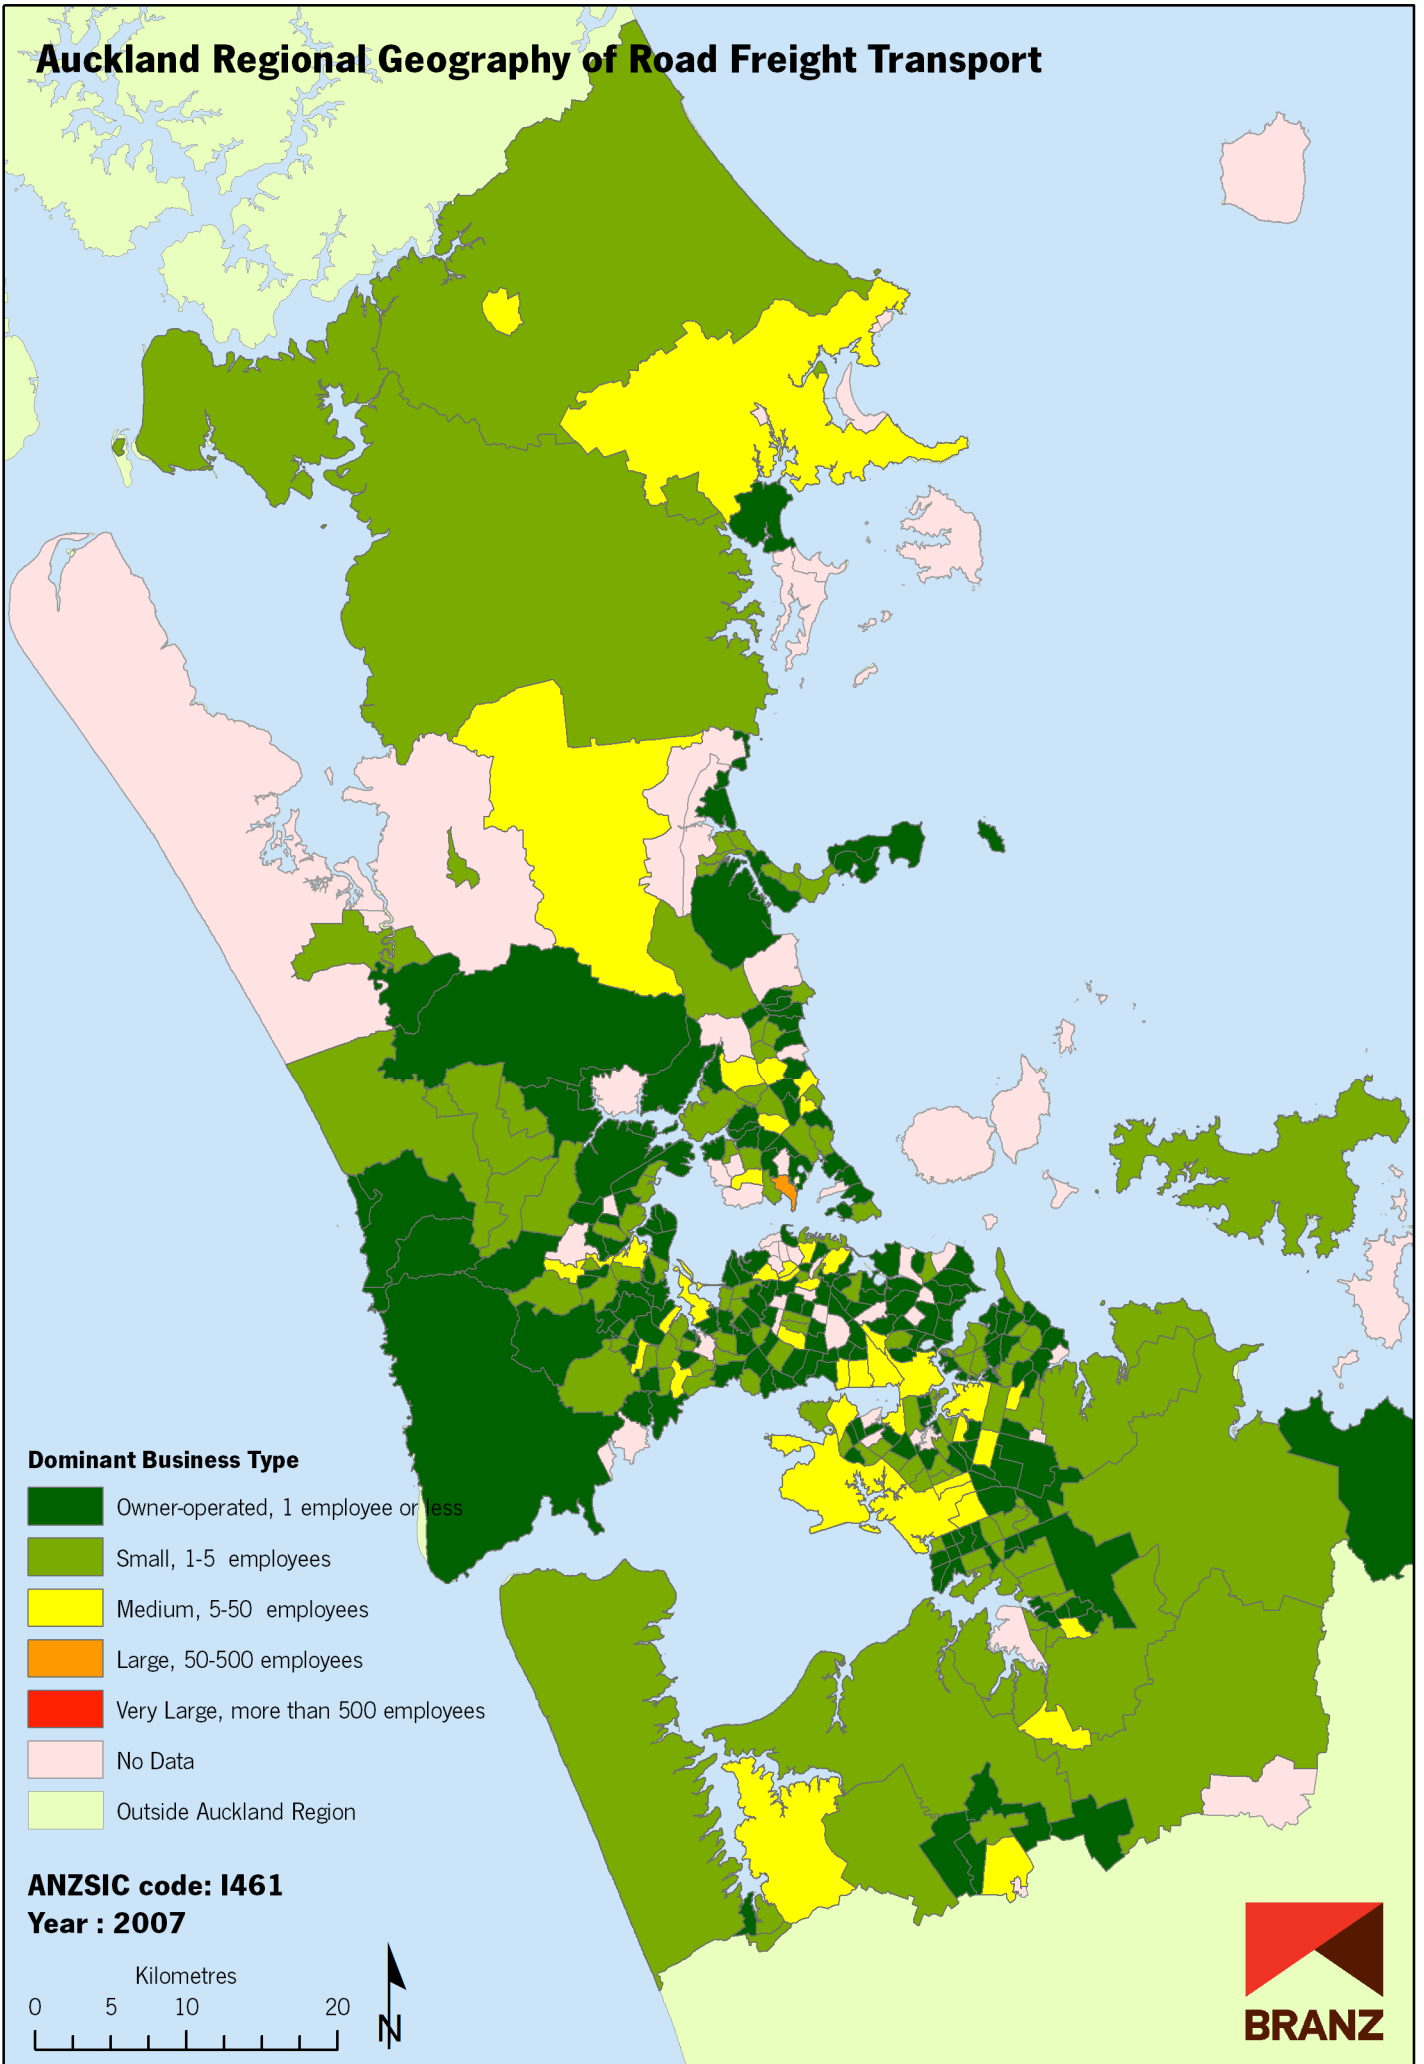 Auckland Regional Geography of Road Freight Transport
Dominant Business Type
Owner-operated, 1 employee or less
Small, 1-5 employees
Medium, 5-50 employees
Large, 50-500 employees
Very Large, more than 500 employees
No Data
Outside Auckland Region
ANZSIC code: I461
Year : 2007
Kilometres
0 5 10 20
N
BRANZ